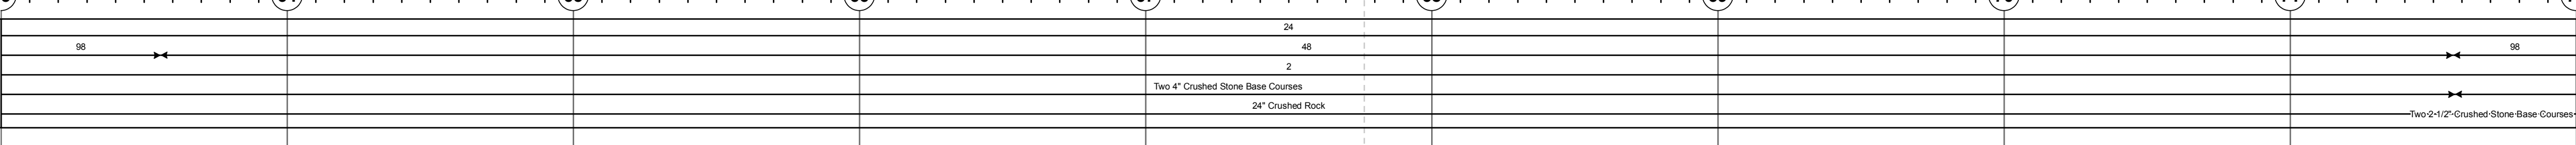 24
98 48 98
2
Two 4" Crushed Stone Base Courses
24" Crushed Rock
Two 2-1/2" Crushed Stone Base Courses